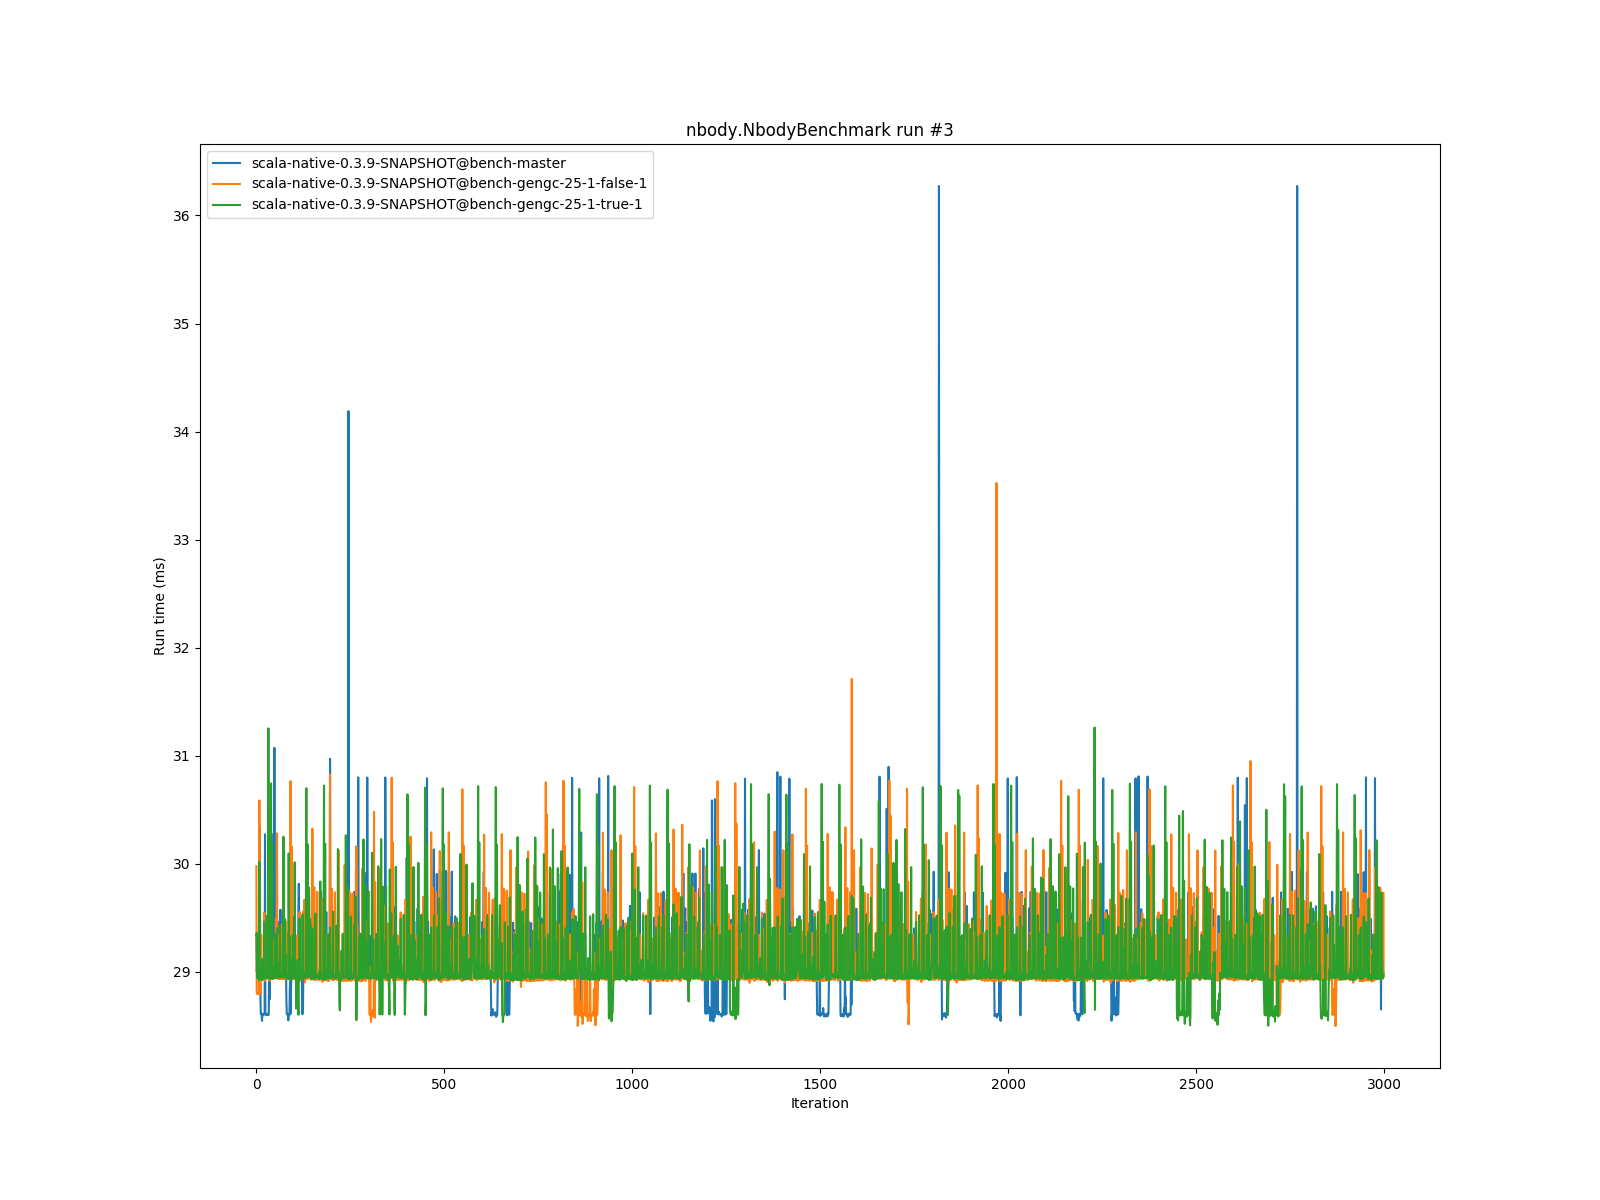 nbody.NbodyBenchmark run #3
scala-native-0.3.9-SNAPSHOT@bench-master
scala-native-0.3.9-SNAPSHOT@bench-gengc-25-1-false-1
scala-native-0.3.9-SNAPSHOT@bench-gengc-25-1-true-1
36
35
34
33
32
31
30
29
Run time (ms)
0 500 1000 1500 2000 2500 3000
Iteration